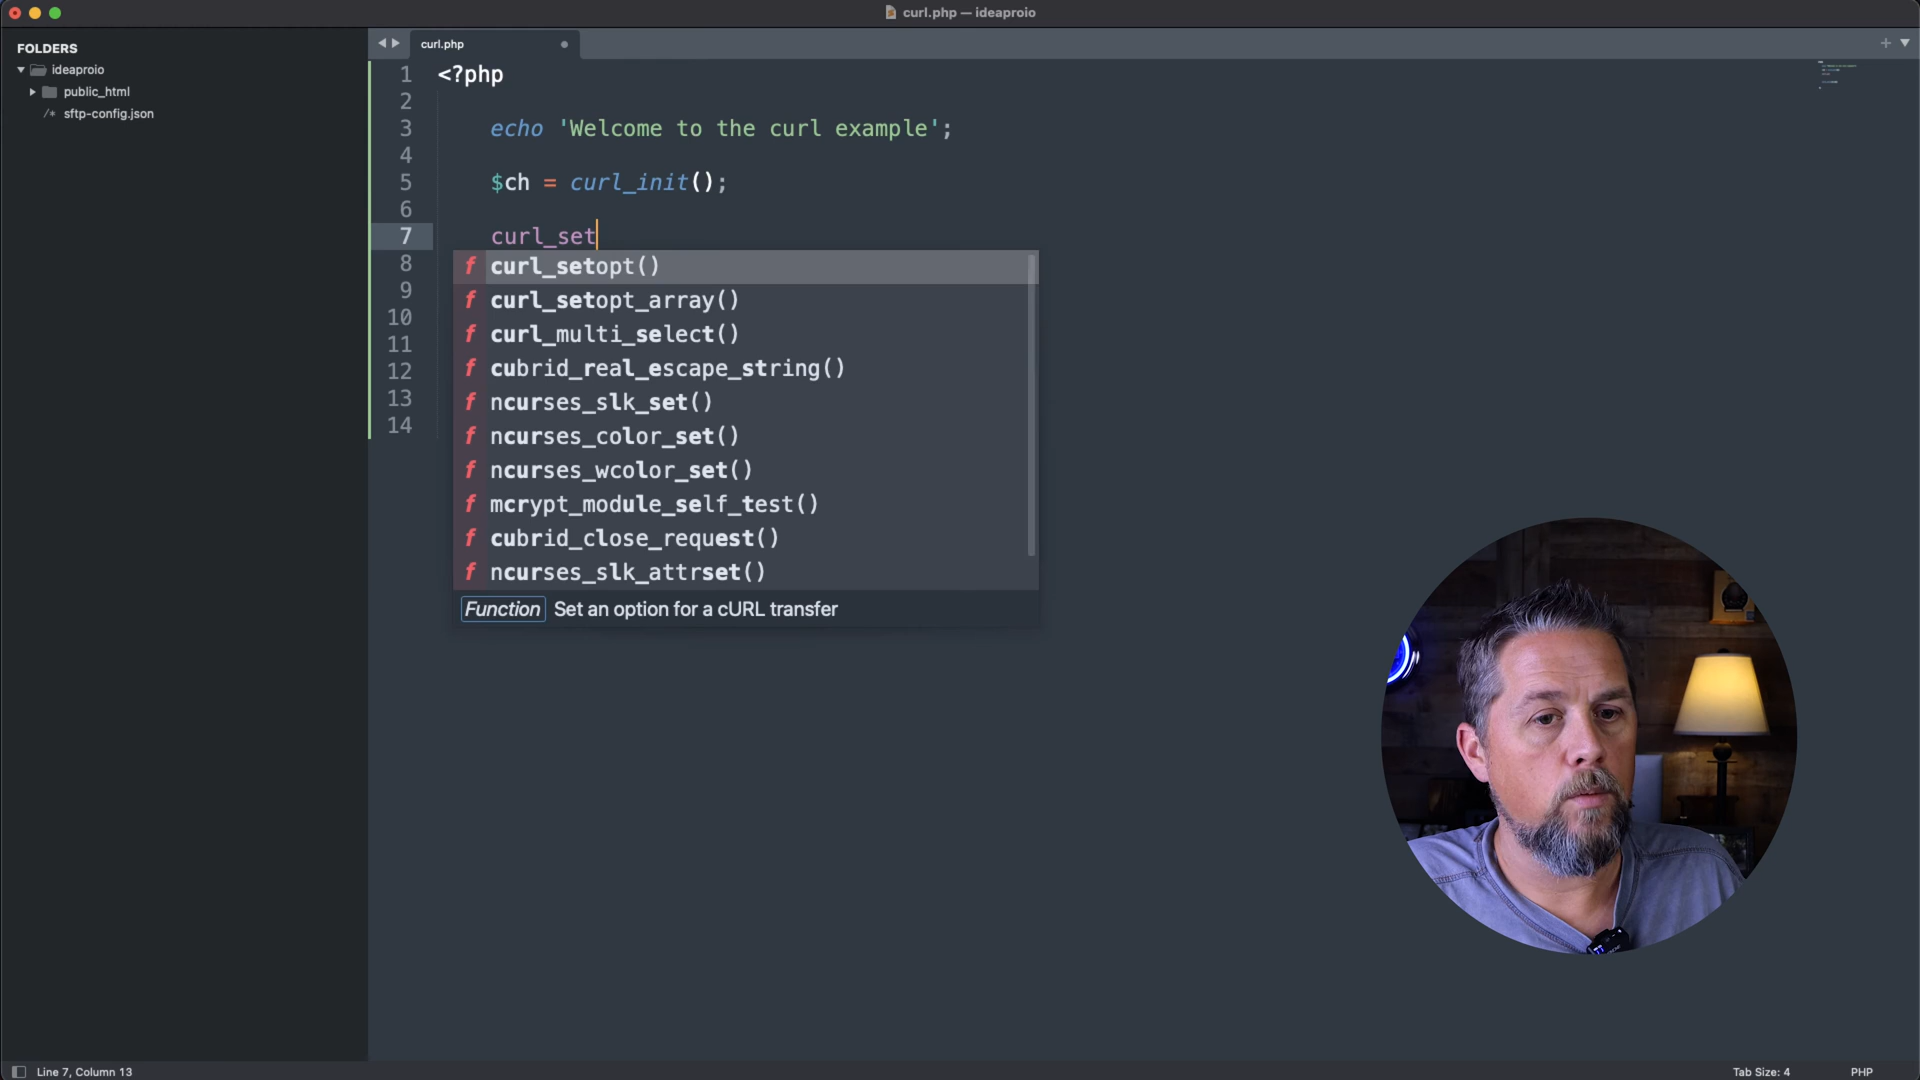 curl.php — ideaproio
FOLDERS
ideaproio
public_html
/* sftp-config.json
curl.php
1 <?php
2
3 echo 'Welcome to the curl example';
4
5 $ch = curl_init();
6
7 curl_set
8
9
10
11
12
13
14
f curl_setopt()
f curl_setopt_array()
f curl_multi_select()
f cubrid_real_escape_string()
f ncurses_slk_set()
f ncurses_color_set()
f ncurses_wcolor_set()
f mcrypt_module_self_test()
f cubrid_close_request()
f ncurses_slk_attrset()
Function Set an option for a cURL transfer
Line 7, Column 13
Tab Size: 4
PHP